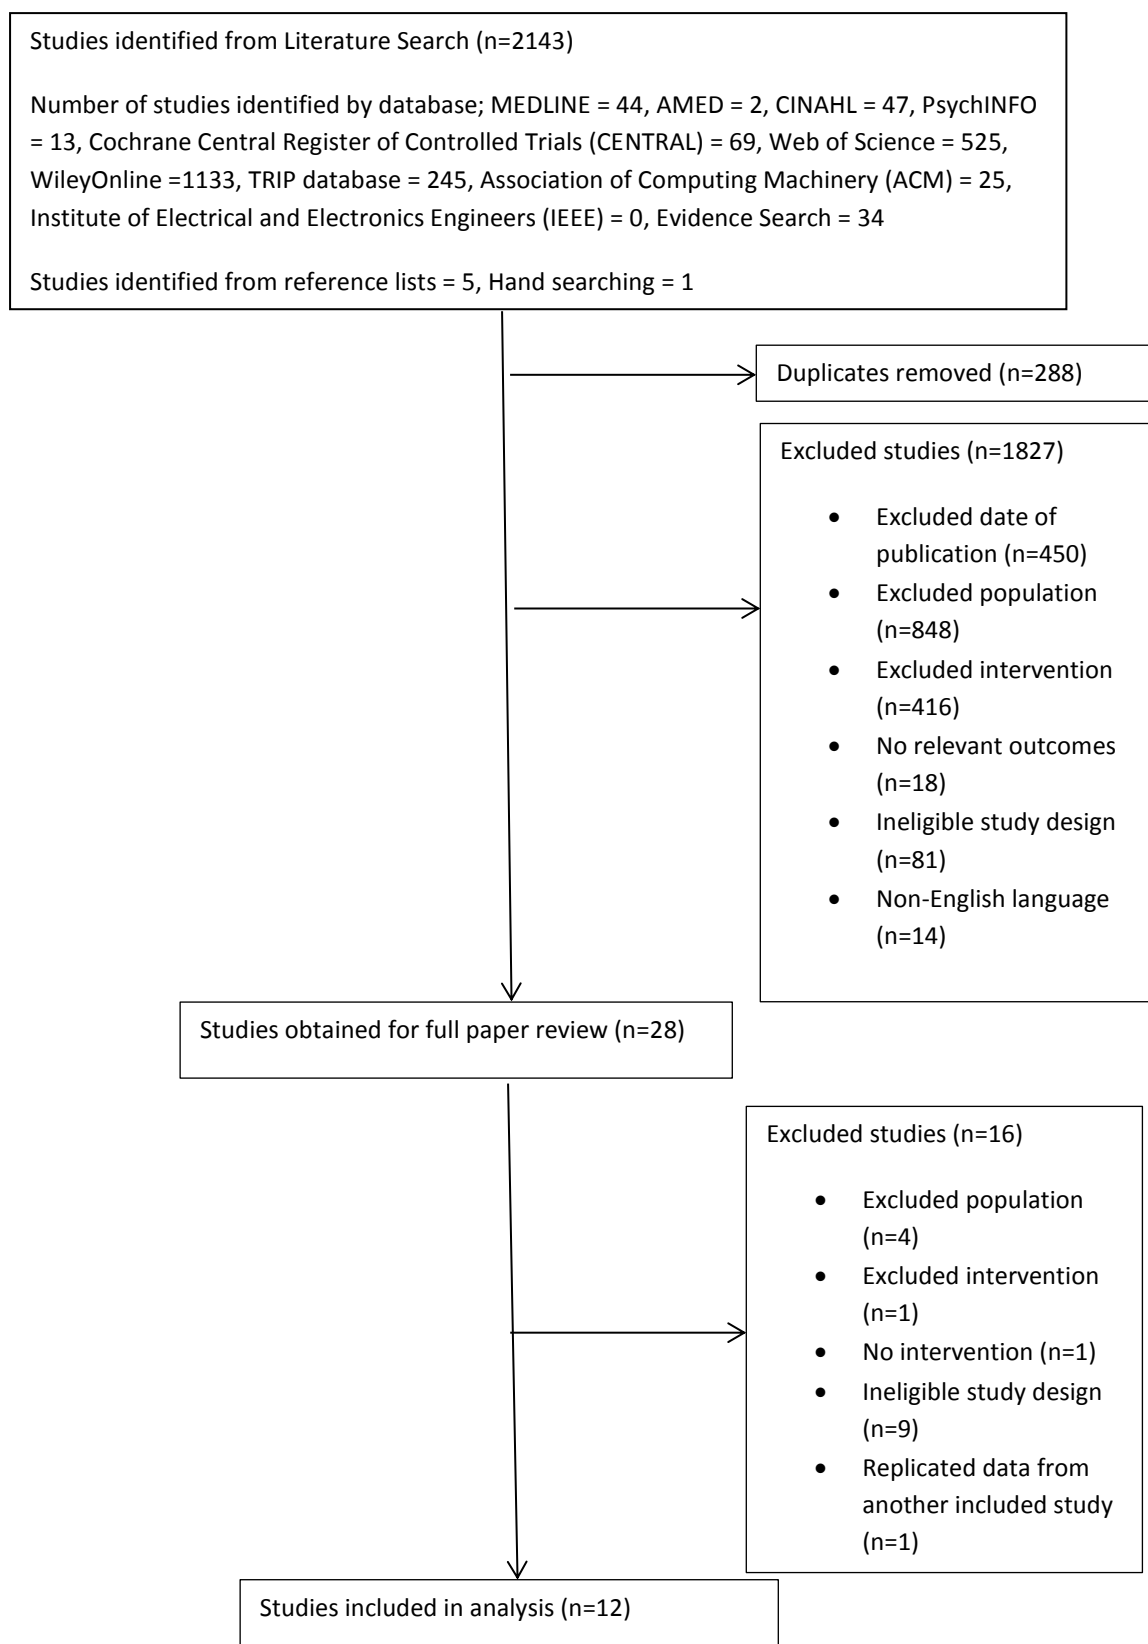 Studies identified from Literature Search (n=2143)
Number of studies identified by database; MEDLINE = 44, AMED = 2, CINAHL = 47, PsychINFO
= 13, Cochrane Central Register of Controlled Trials (CENTRAL) = 69, Web of Science = 525,
WileyOnline =1133, TRIP database = 245, Association of Computing Machinery (ACM) = 25,
Institute of Electrical and Electronics Engineers (IEEE) = 0, Evidence Search = 34
Studies identified from reference lists = 5, Hand searching = 1
Duplicates removed (n=288)
Excluded studies (n=1827)
• Excluded date of
publication (n=450)
• Excluded population
(n=848)
• Excluded intervention
(n=416)
• No relevant outcomes
(n=18)
• Ineligible study design
(n=81)
• Non-English language
(n=14)
Studies obtained for full paper review (n=28)
Excluded studies (n=16)
• Excluded population
(n=4)
• Excluded intervention
(n=1)
• No intervention (n=1)
• Ineligible study design
(n=9)
• Replicated data from
another included study
(n=1)
Studies included in analysis (n=12)